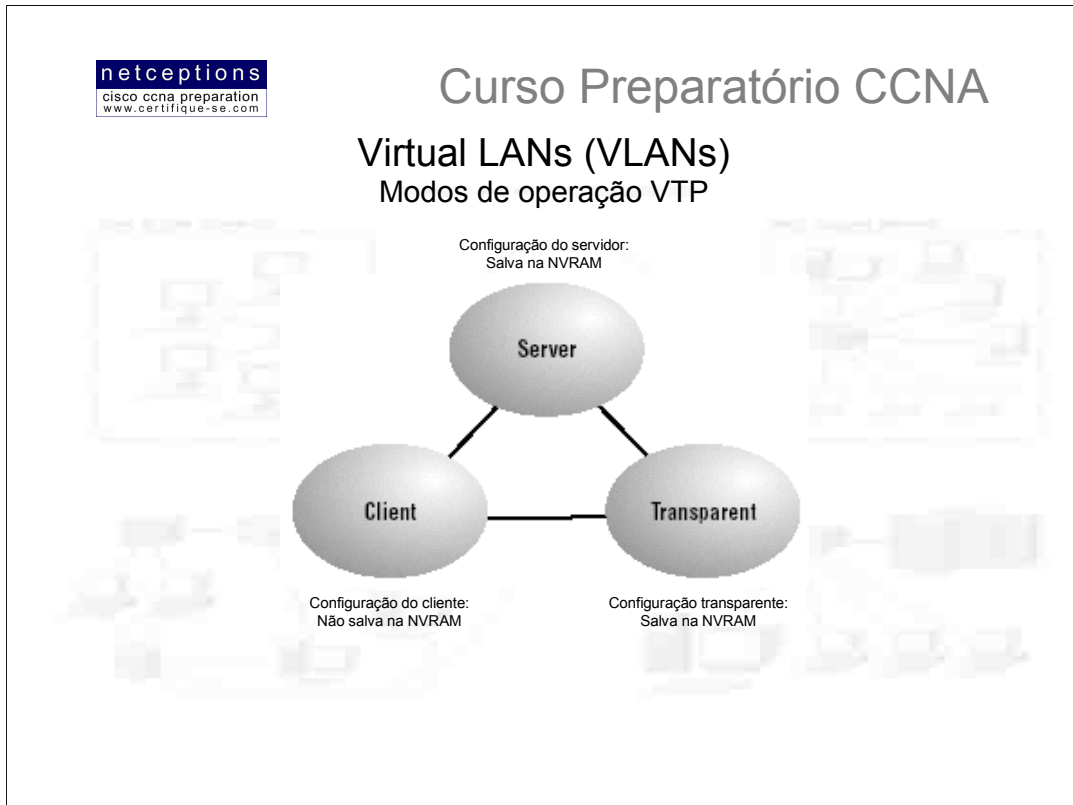 netceptions
cisco ccna preparation
www.certifique-se.com
Curso Preparatório CCNA
Virtual LANs (VLANs)
Modos de operação VTP
Configuração do servidor:
Salva na NVRAM
Server
Client
Transparent
Configuração do cliente:
Não salva na NVRAM
Configuração transparente:
Salva na NVRAM